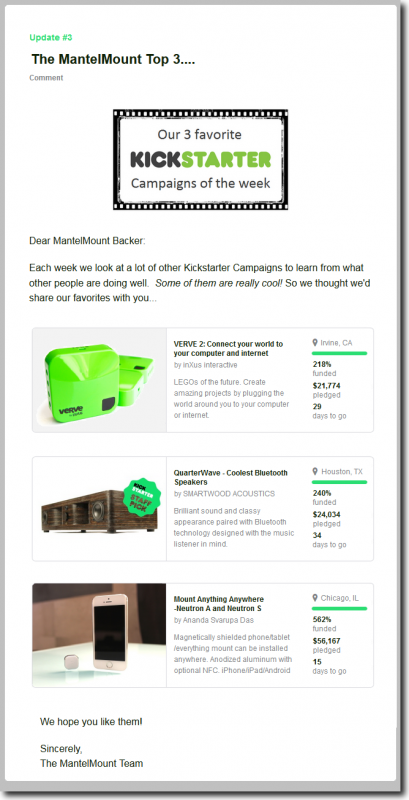 Update #3
The MantelMount Top 3....
Comment
Our 3 favorite
KICKSTARTER
Campaigns of the week
Dear MantelMount Backer:
Each week we look at a lot of other Kickstarter Campaigns to learn from what
other people are doing well.  Some of them are really cool! So we thought we'd
share our favorites with you...
verve
VERVE 2: Connect your world to
your computer and internet
by inXus interactive
LEGOs of the future. Create
amazing projects by plugging the
world around you to your computer
or internet.
Irvine, CA
218%
funded
$21,774
pledged
29
days to go
KICK
STARTER
STAFF
PICK
QuarterWave - Coolest Bluetooth
Speakers
by SMARTWOOD ACOUSTICS
Brilliant sound and classy
appearance paired with Bluetooth
technology designed with the music
listener in mind.
Houston, TX
240%
funded
$24,034
pledged
34
days to go
Mount Anything Anywhere
-Neutron A and Neutron S
by Ananda Svarupa Das
Magnetically shielded phone/tablet
/everything mount can be installed
anywhere. Anodized aluminum with
optional NFC. iPhone/iPad/Android
Chicago, IL
562%
funded
$56,167
pledged
15
days to go
We hope you like them!
Sincerely,
The MantelMount Team